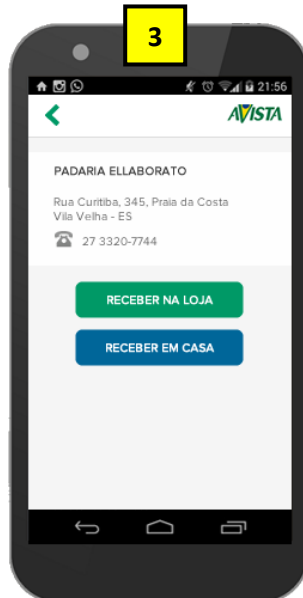 3
21:56
AVISTA
PADARIA ELLABORATO
Rua Curitiba, 345, Praia da Costa
Vila Velha - ES
27 3320-7744
RECEBER NA LOJA
RECEBER EM CASA